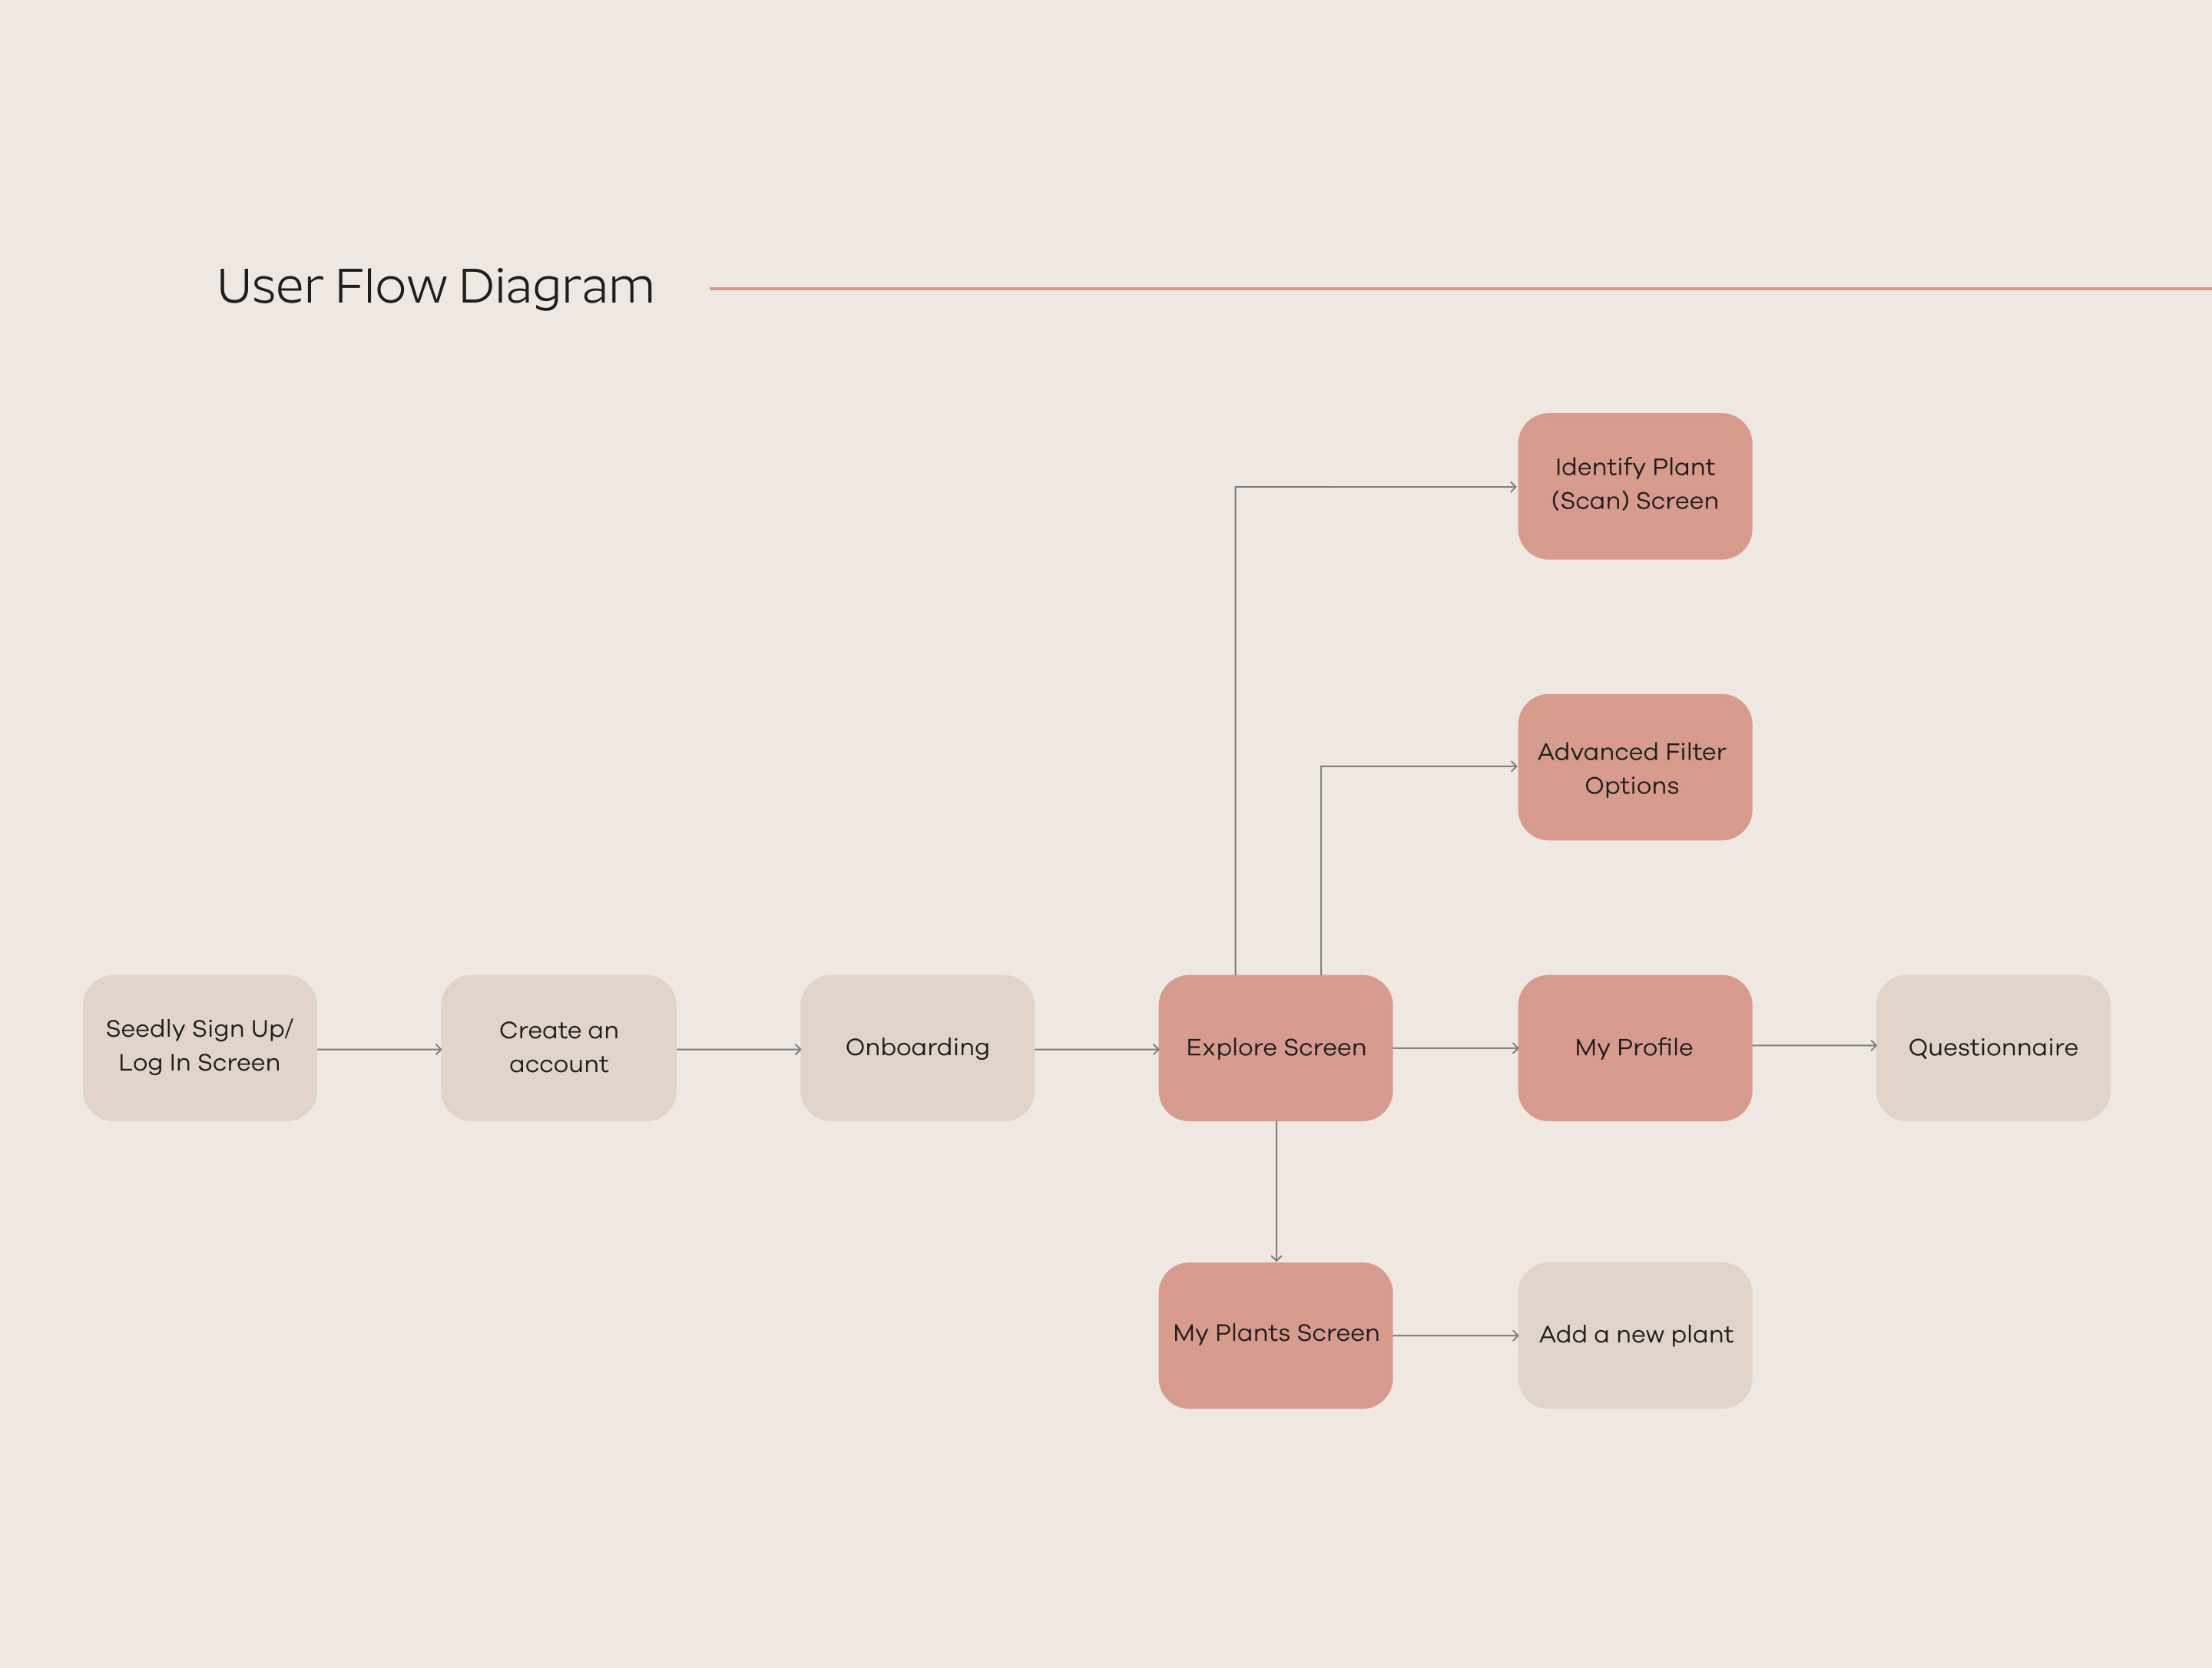 User Flow Diagram
Identify Plant
(Scan) Screen
Advanced Filter
Options
Seedly Sign Up/
Log In Screen
Create an
account
Onboarding
Explore Screen
My Profile
Questionnaire
My Plants Screen
Add a new plant